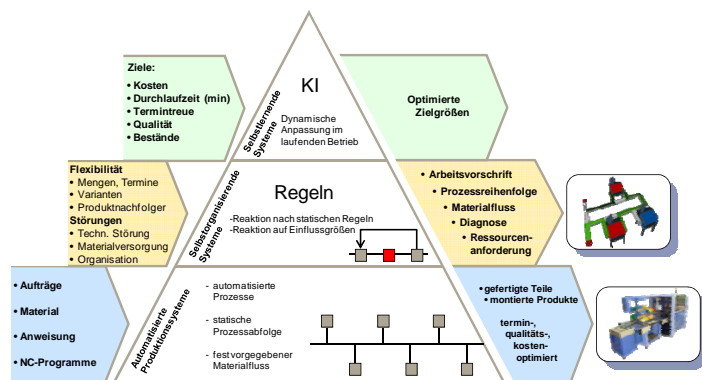 Ziele:
• Kosten
• Durchlaufzeit (min)
• Termintreue
• Qualität
• Bestände
Selbstlernende
Systeme
KI
Dynamische
Anpassung im
laufenden Betrieb
Optimierte
Zielgrößen
Flexibilität
• Mengen, Termine
• Varianten
• Produktnachfolger
Störungen
• Techn. Störung
• Materialversorgung
• Organisation
Selbstorganisierende
Systeme
Regeln
-Reaktion nach statischen Regeln
-Reaktion auf Einflussgrößen
• Arbeitsvorschrift
• Prozessreihenfolge
• Materialfluss
• Diagnose
• Ressourcen-
anforderung
• Aufträge
• Material
• Anweisung
• NC-Programme
Automatisierte
Produktionssysteme
- automatisierte
Prozesse
- statische
Prozessabfolge
- fest vorgegebener
Materialfluss
• gefertigte Teile
• montierte Produkte
termin-,
qualitäts-,
kosten-
optimiert